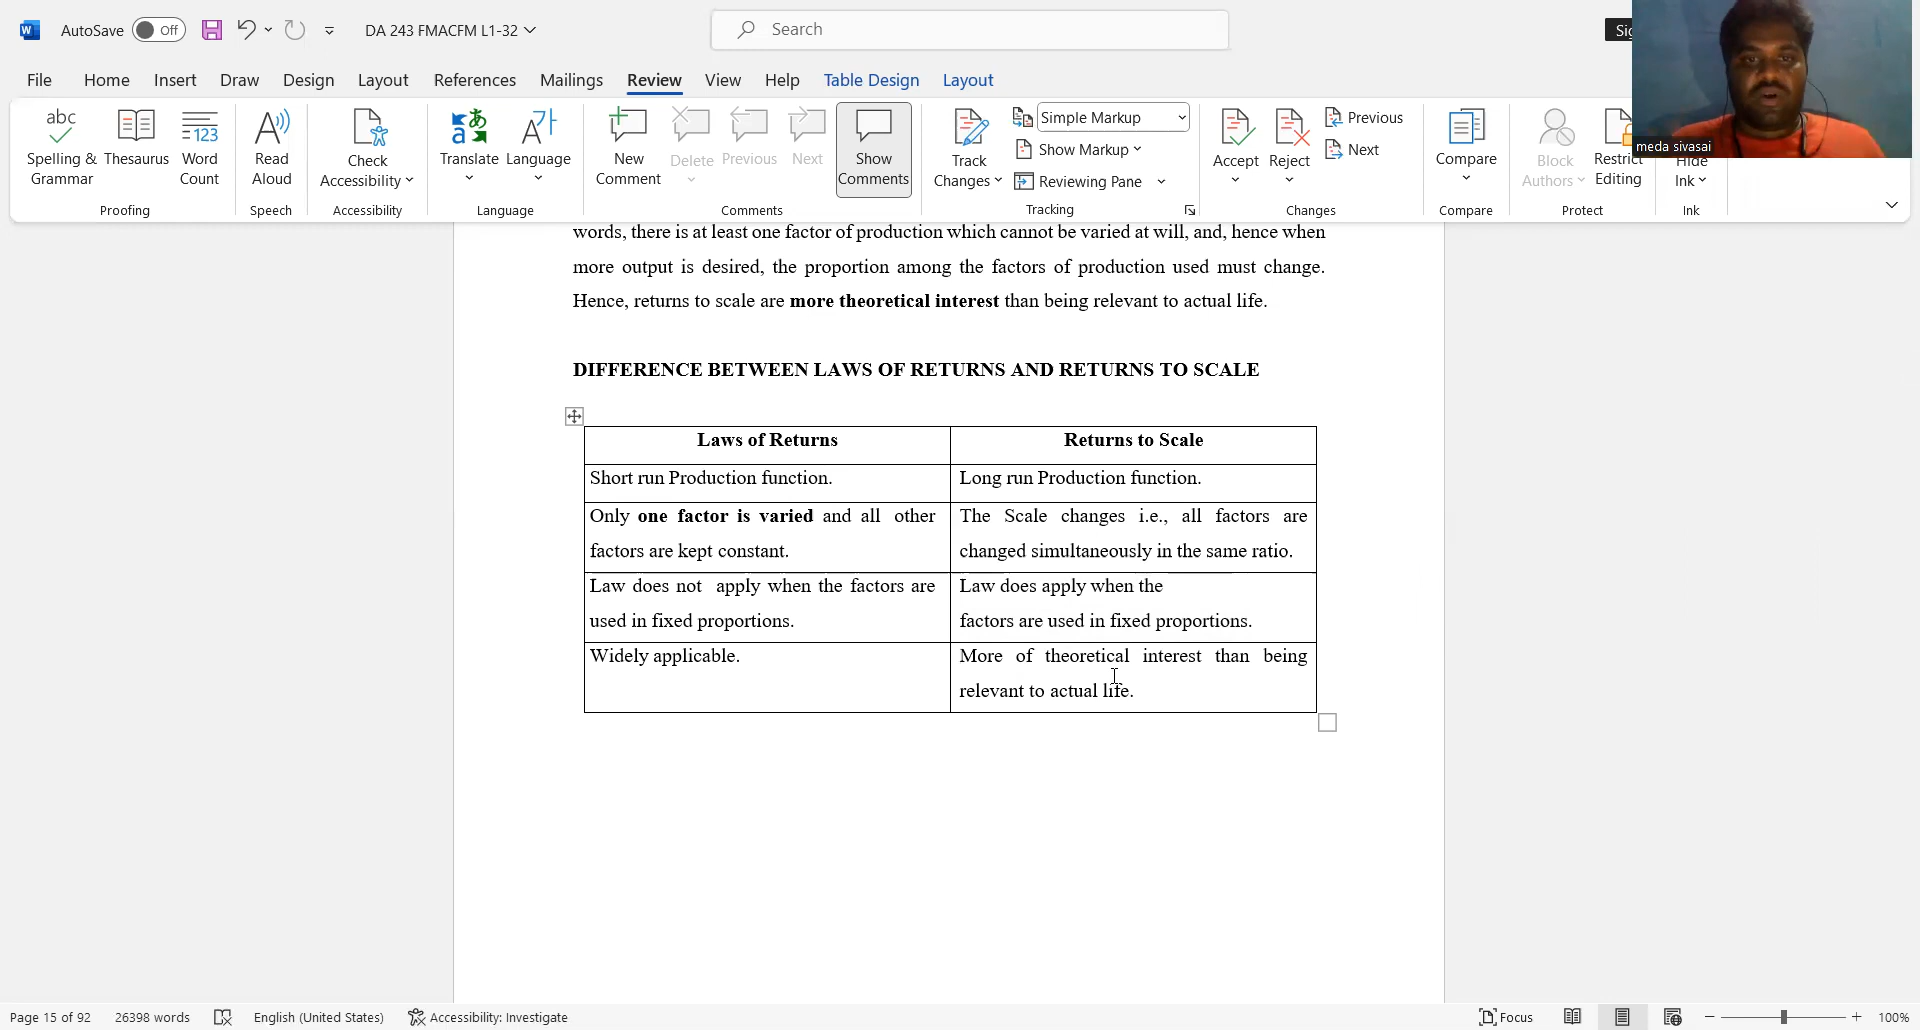 AutoSave Off DA 243 FMACFM L1-32 Search
File Home Insert Draw Design Layout References Mailings Review View Help Table Design Layout
abc
Spelling & Grammar
Thesaurus
123
Word Count
Proofing
Read Aloud
Speech
Check Accessibility
Accessibility
Translate
Language
Language
New Comment
Delete
Previous
Next
Show Comments
Comments
Track Changes
Simple Markup
Show Markup
Reviewing Pane
Tracking
Accept
Reject
Previous
Next
Changes
Compare
Compare
Block Authors
Restrict Editing
Protect
Hide Ink
Ink
meda sivasai
words, there is at least one factor of production which cannot be varied at will, and, hence when
more output is desired, the proportion among the factors of production used must change.
Hence, returns to scale are more theoretical interest than being relevant to actual life.
DIFFERENCE BETWEEN LAWS OF RETURNS AND RETURNS TO SCALE
Laws of Returns
Returns to Scale
Short run Production function.
Long run Production function.
Only one factor is varied and all other
factors are kept constant.
The Scale changes i.e., all factors are
changed simultaneously in the same ratio.
Law does not apply when the factors are
used in fixed proportions.
Law does apply when the
factors are used in fixed proportions.
Widely applicable.
More of theoretical interest than being
relevant to actual life.
Page 15 of 92 26398 words English (United States) Accessibility: Investigate Focus 100%